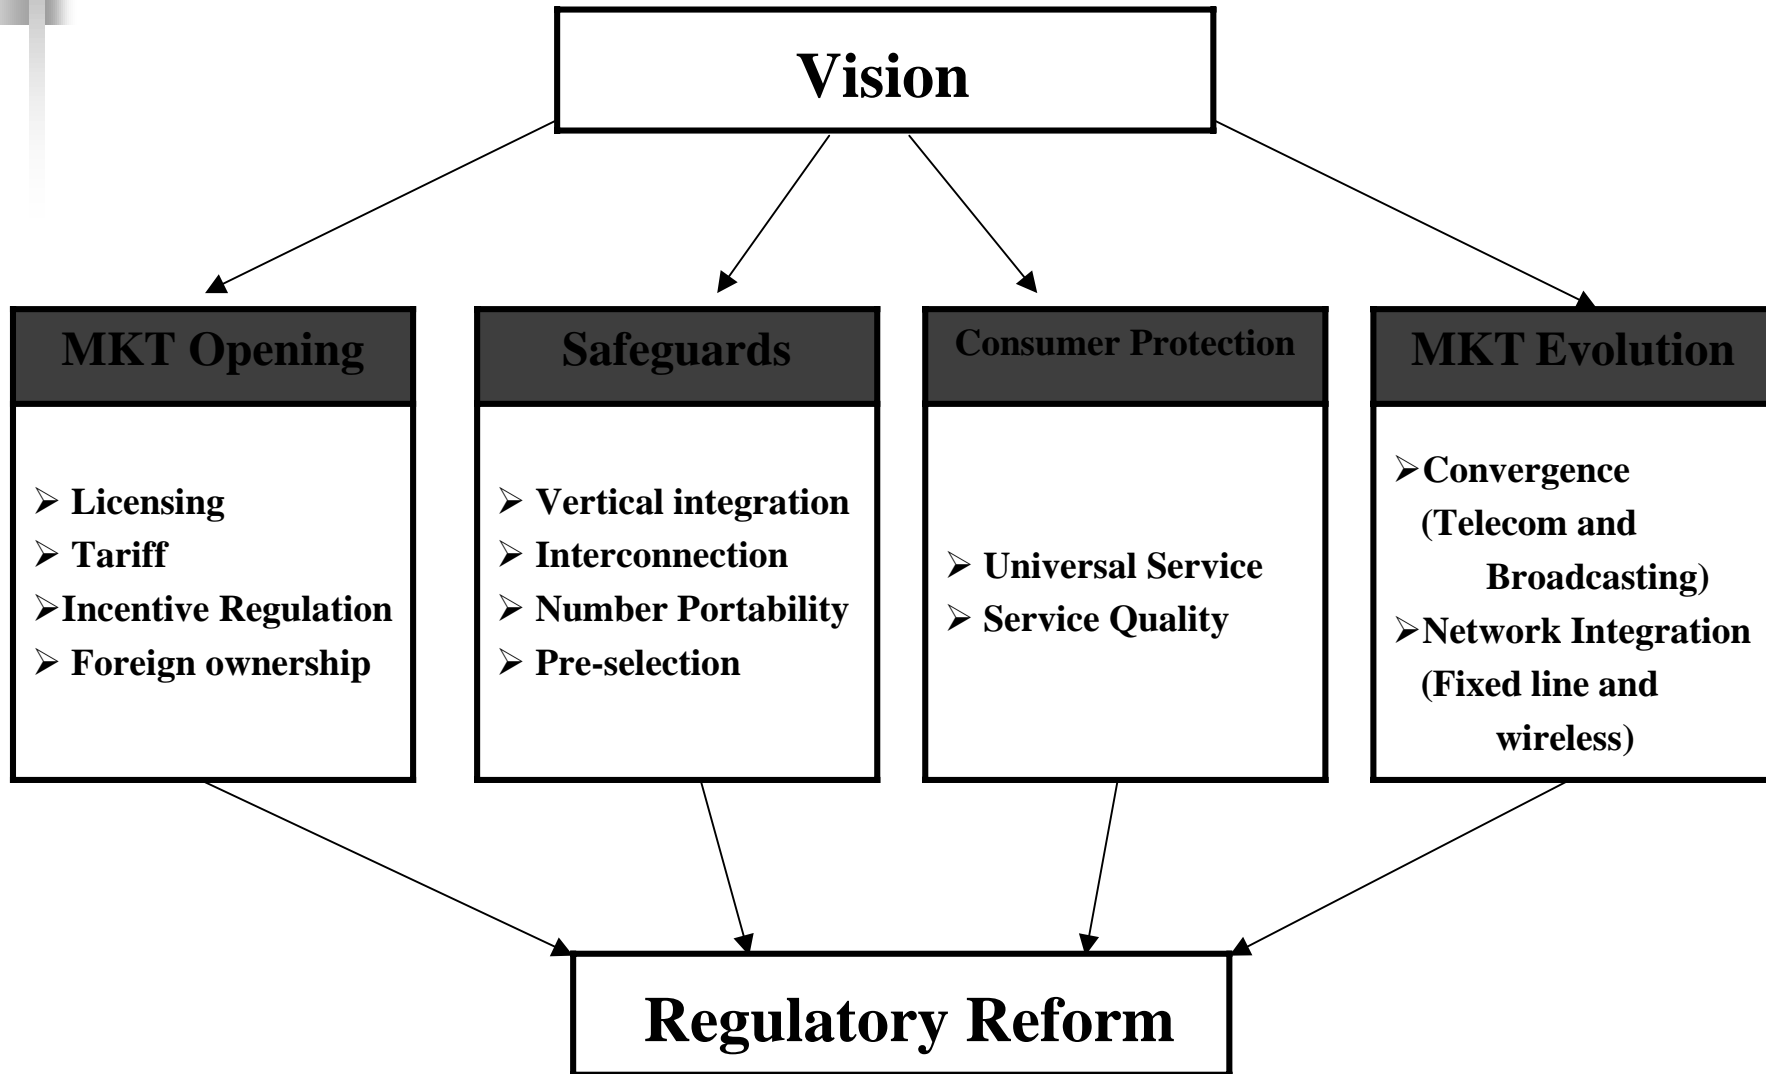 Vision
MKT Opening
➢ Licensing
➢ Tariff
➢Incentive Regulation
➢ Foreign ownership
Safeguards
➢ Vertical integration
➢ Interconnection
➢ Number Portability
➢ Pre-selection
Consumer Protection
➢ Universal Service
➢ Service Quality
MKT Evolution
➢Convergence
(Telecom and
Broadcasting)
➢Network Integration
(Fixed line and
wireless)
Regulatory Reform